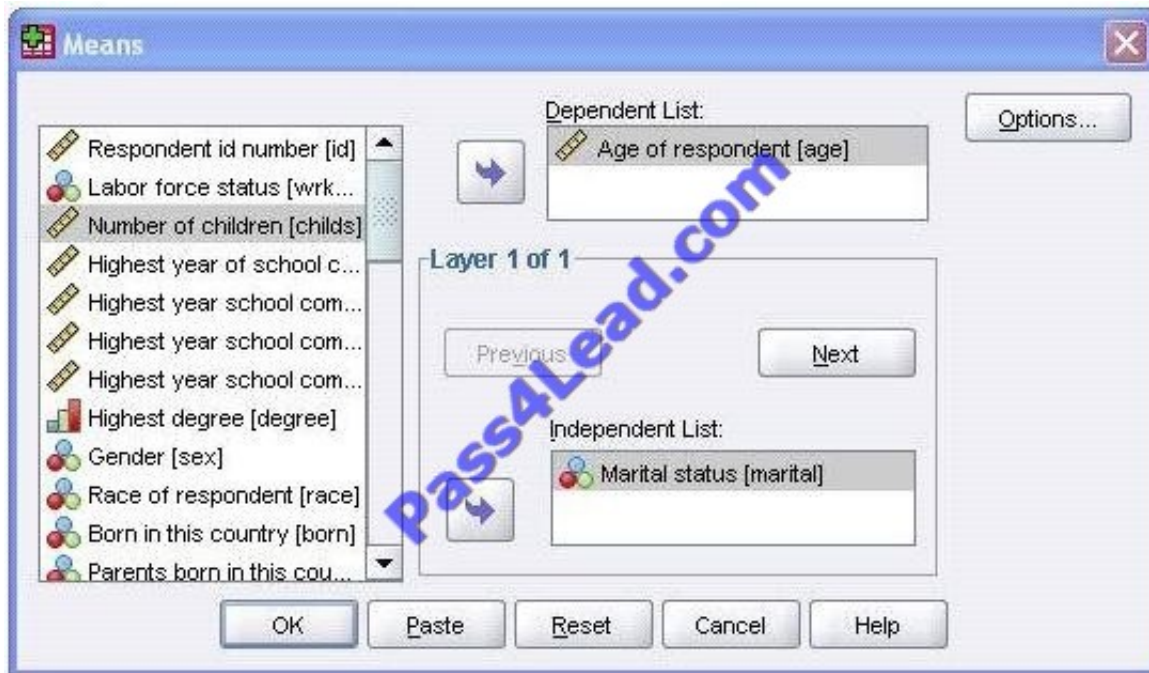 Means
Dependent List:
Options...
Age of respondent [age]
Respondent id number [id]
Labor force status [wrk...
Number of children [childs]
Highest year of school c...
Highest year school com...
Highest year school com...
Highest year school com...
Highest degree [degree]
Gender [sex]
Race of respondent [race]
Born in this country [born]
Parents born in this cou...
Layer 1 of 1
Previous
Next
Independent List:
Marital status [marital]
OK
Paste
Reset
Cancel
Help
Pass4Lead.com